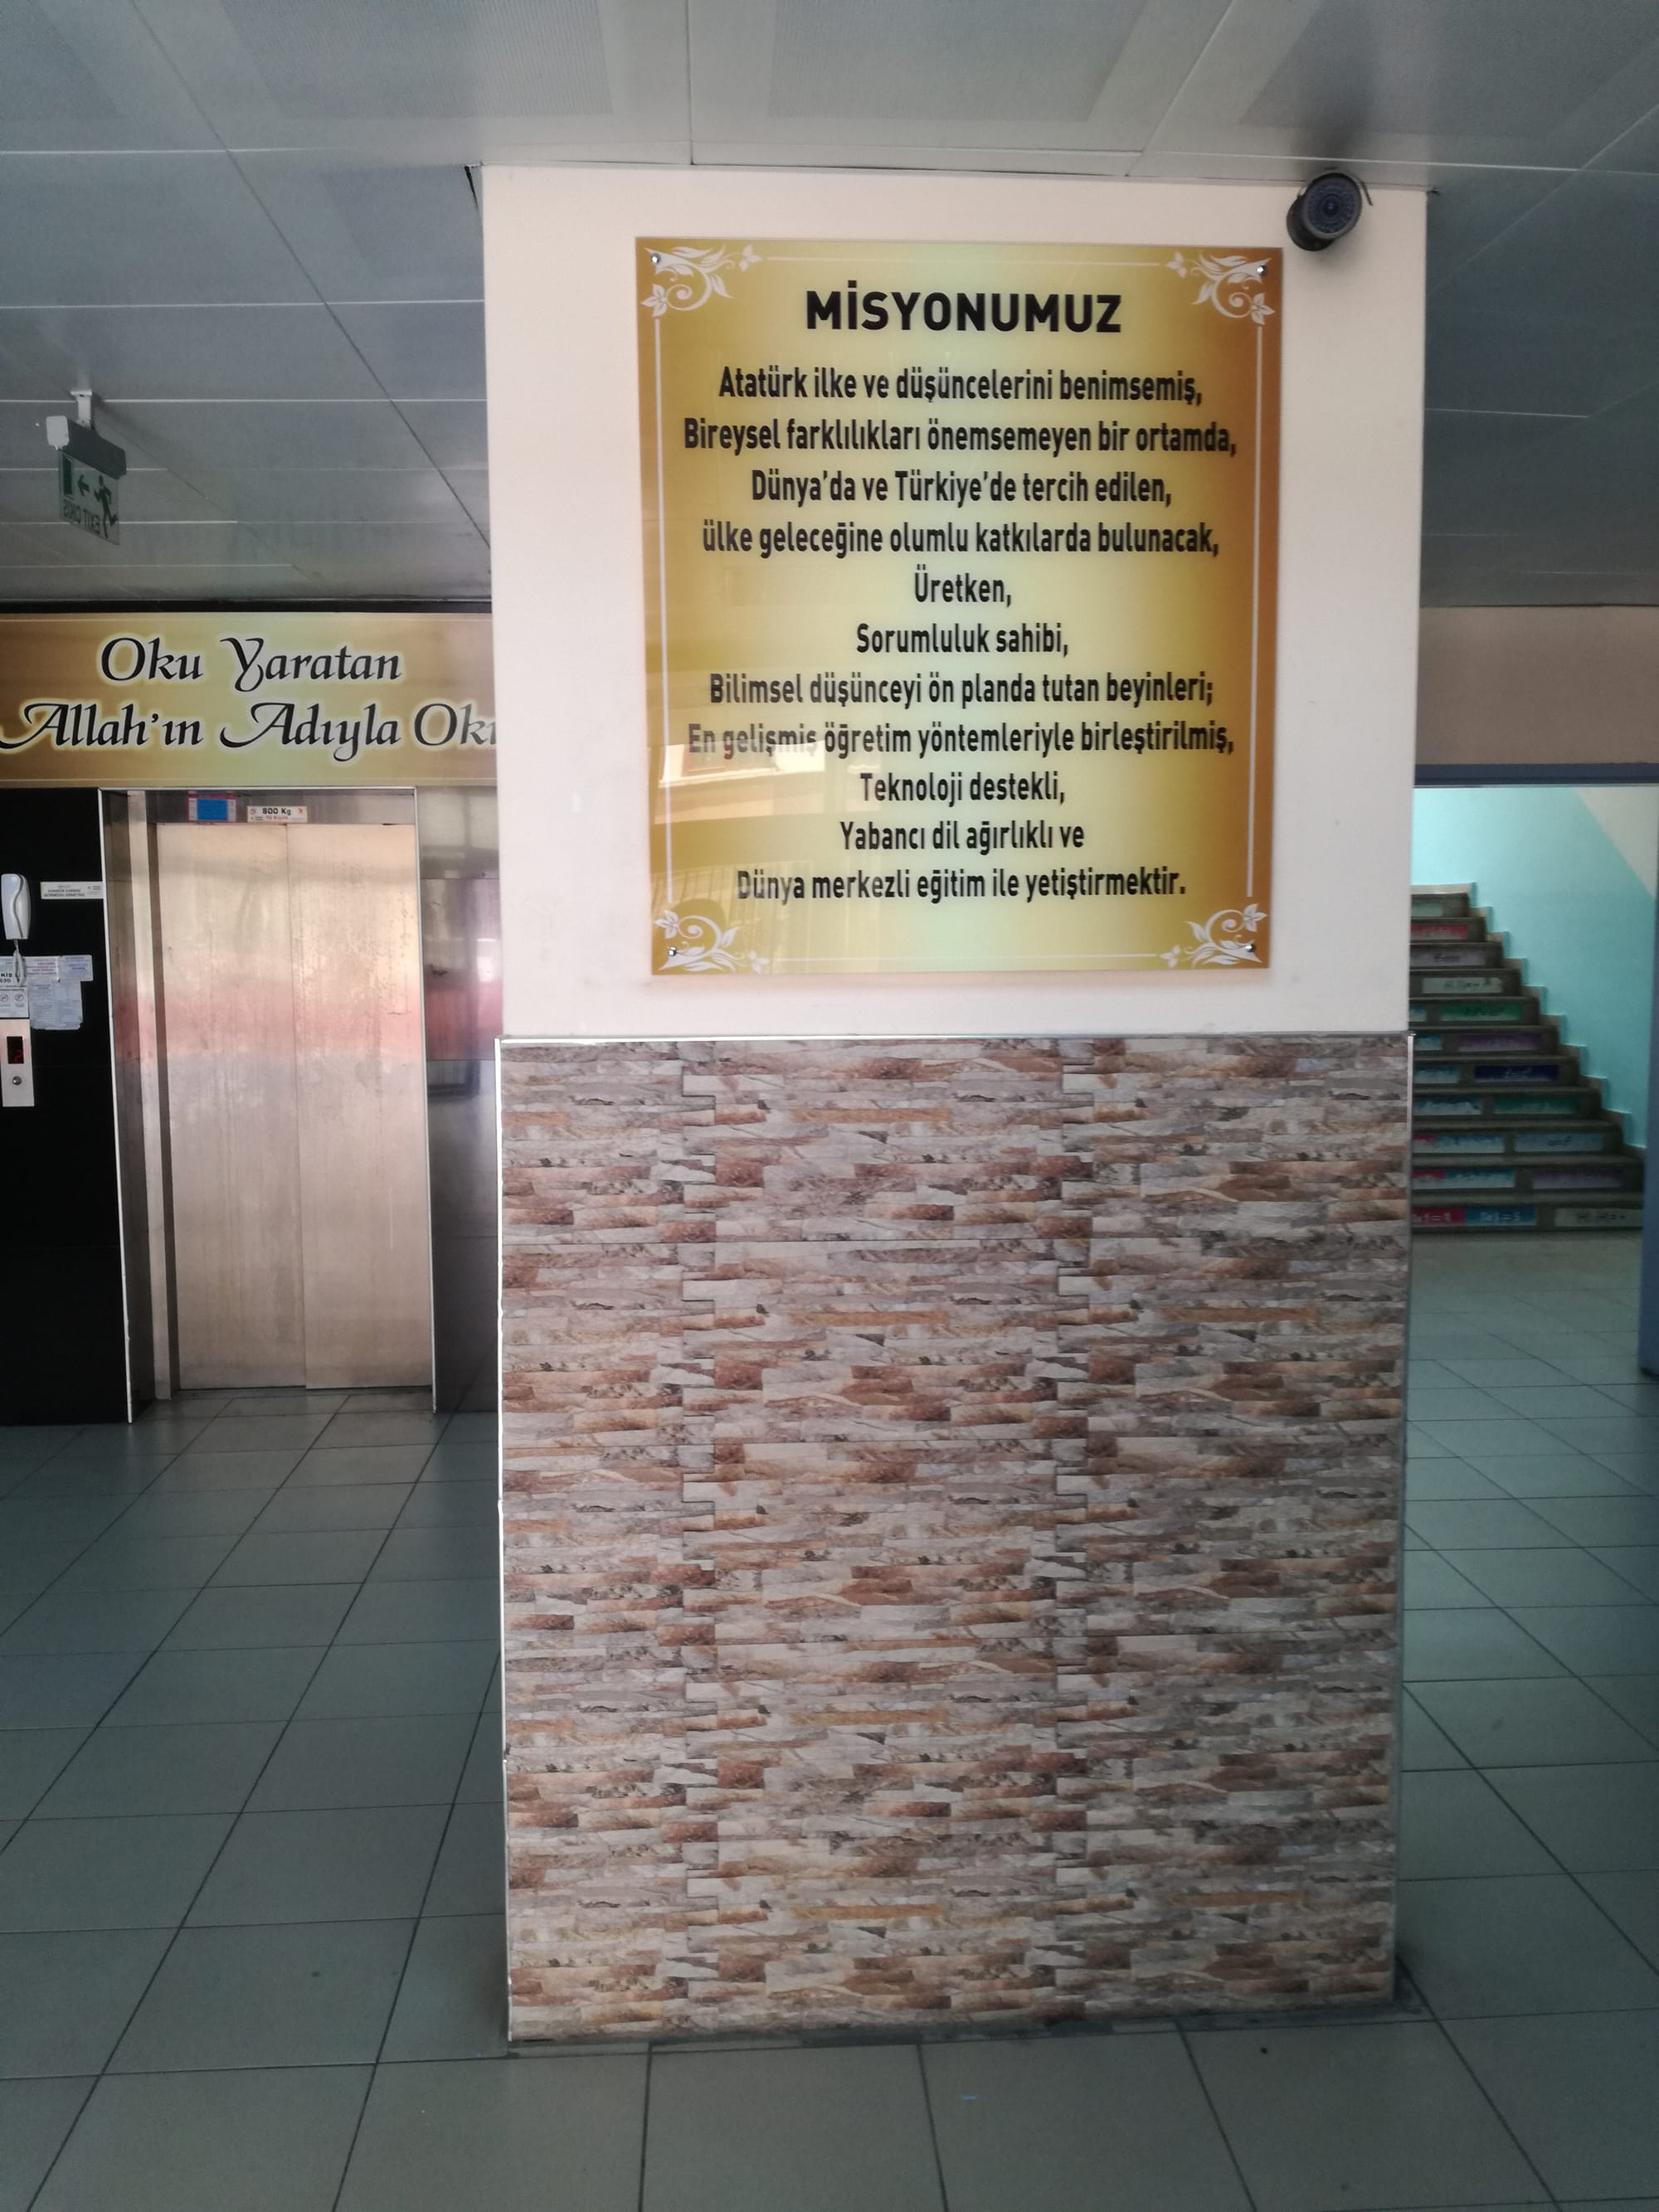 MİSYONUMUZ
Atatürk ilke ve düşüncelerini benimsemiş,
Bireysel farklılıkları önemsemeyen bir ortamda,
Dünya'da ve Türkiye'de tercih edilen,
ülke geleceğine olumlu katkılarda bulunacak,
Üretken,
Sorumluluk sahibi,
Bilimsel düşünceyi ön planda tutan beyinleri;
En gelişmiş öğretim yöntemleriyle birleştirilmiş,
Teknoloji destekli,
Yabancı dil ağırlıklı ve
Dünya merkezli eğitim ile yetiştirmektir.
Oku Yaratan
Allah'ın Adıyla
800 Kg
EXIT